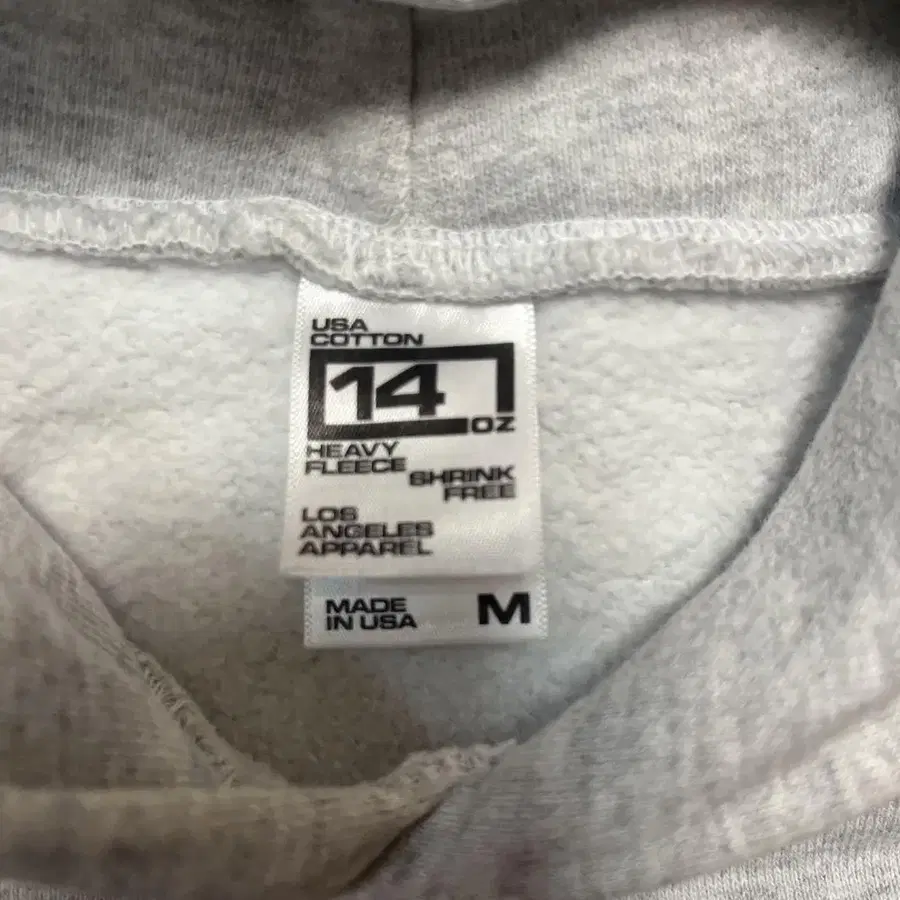 USA
COTTON
14
OZ
HEAVY
FLEECE
SHRINK
FREE
LOS
ANGELES
APPAREL
MADE
IN USA
M